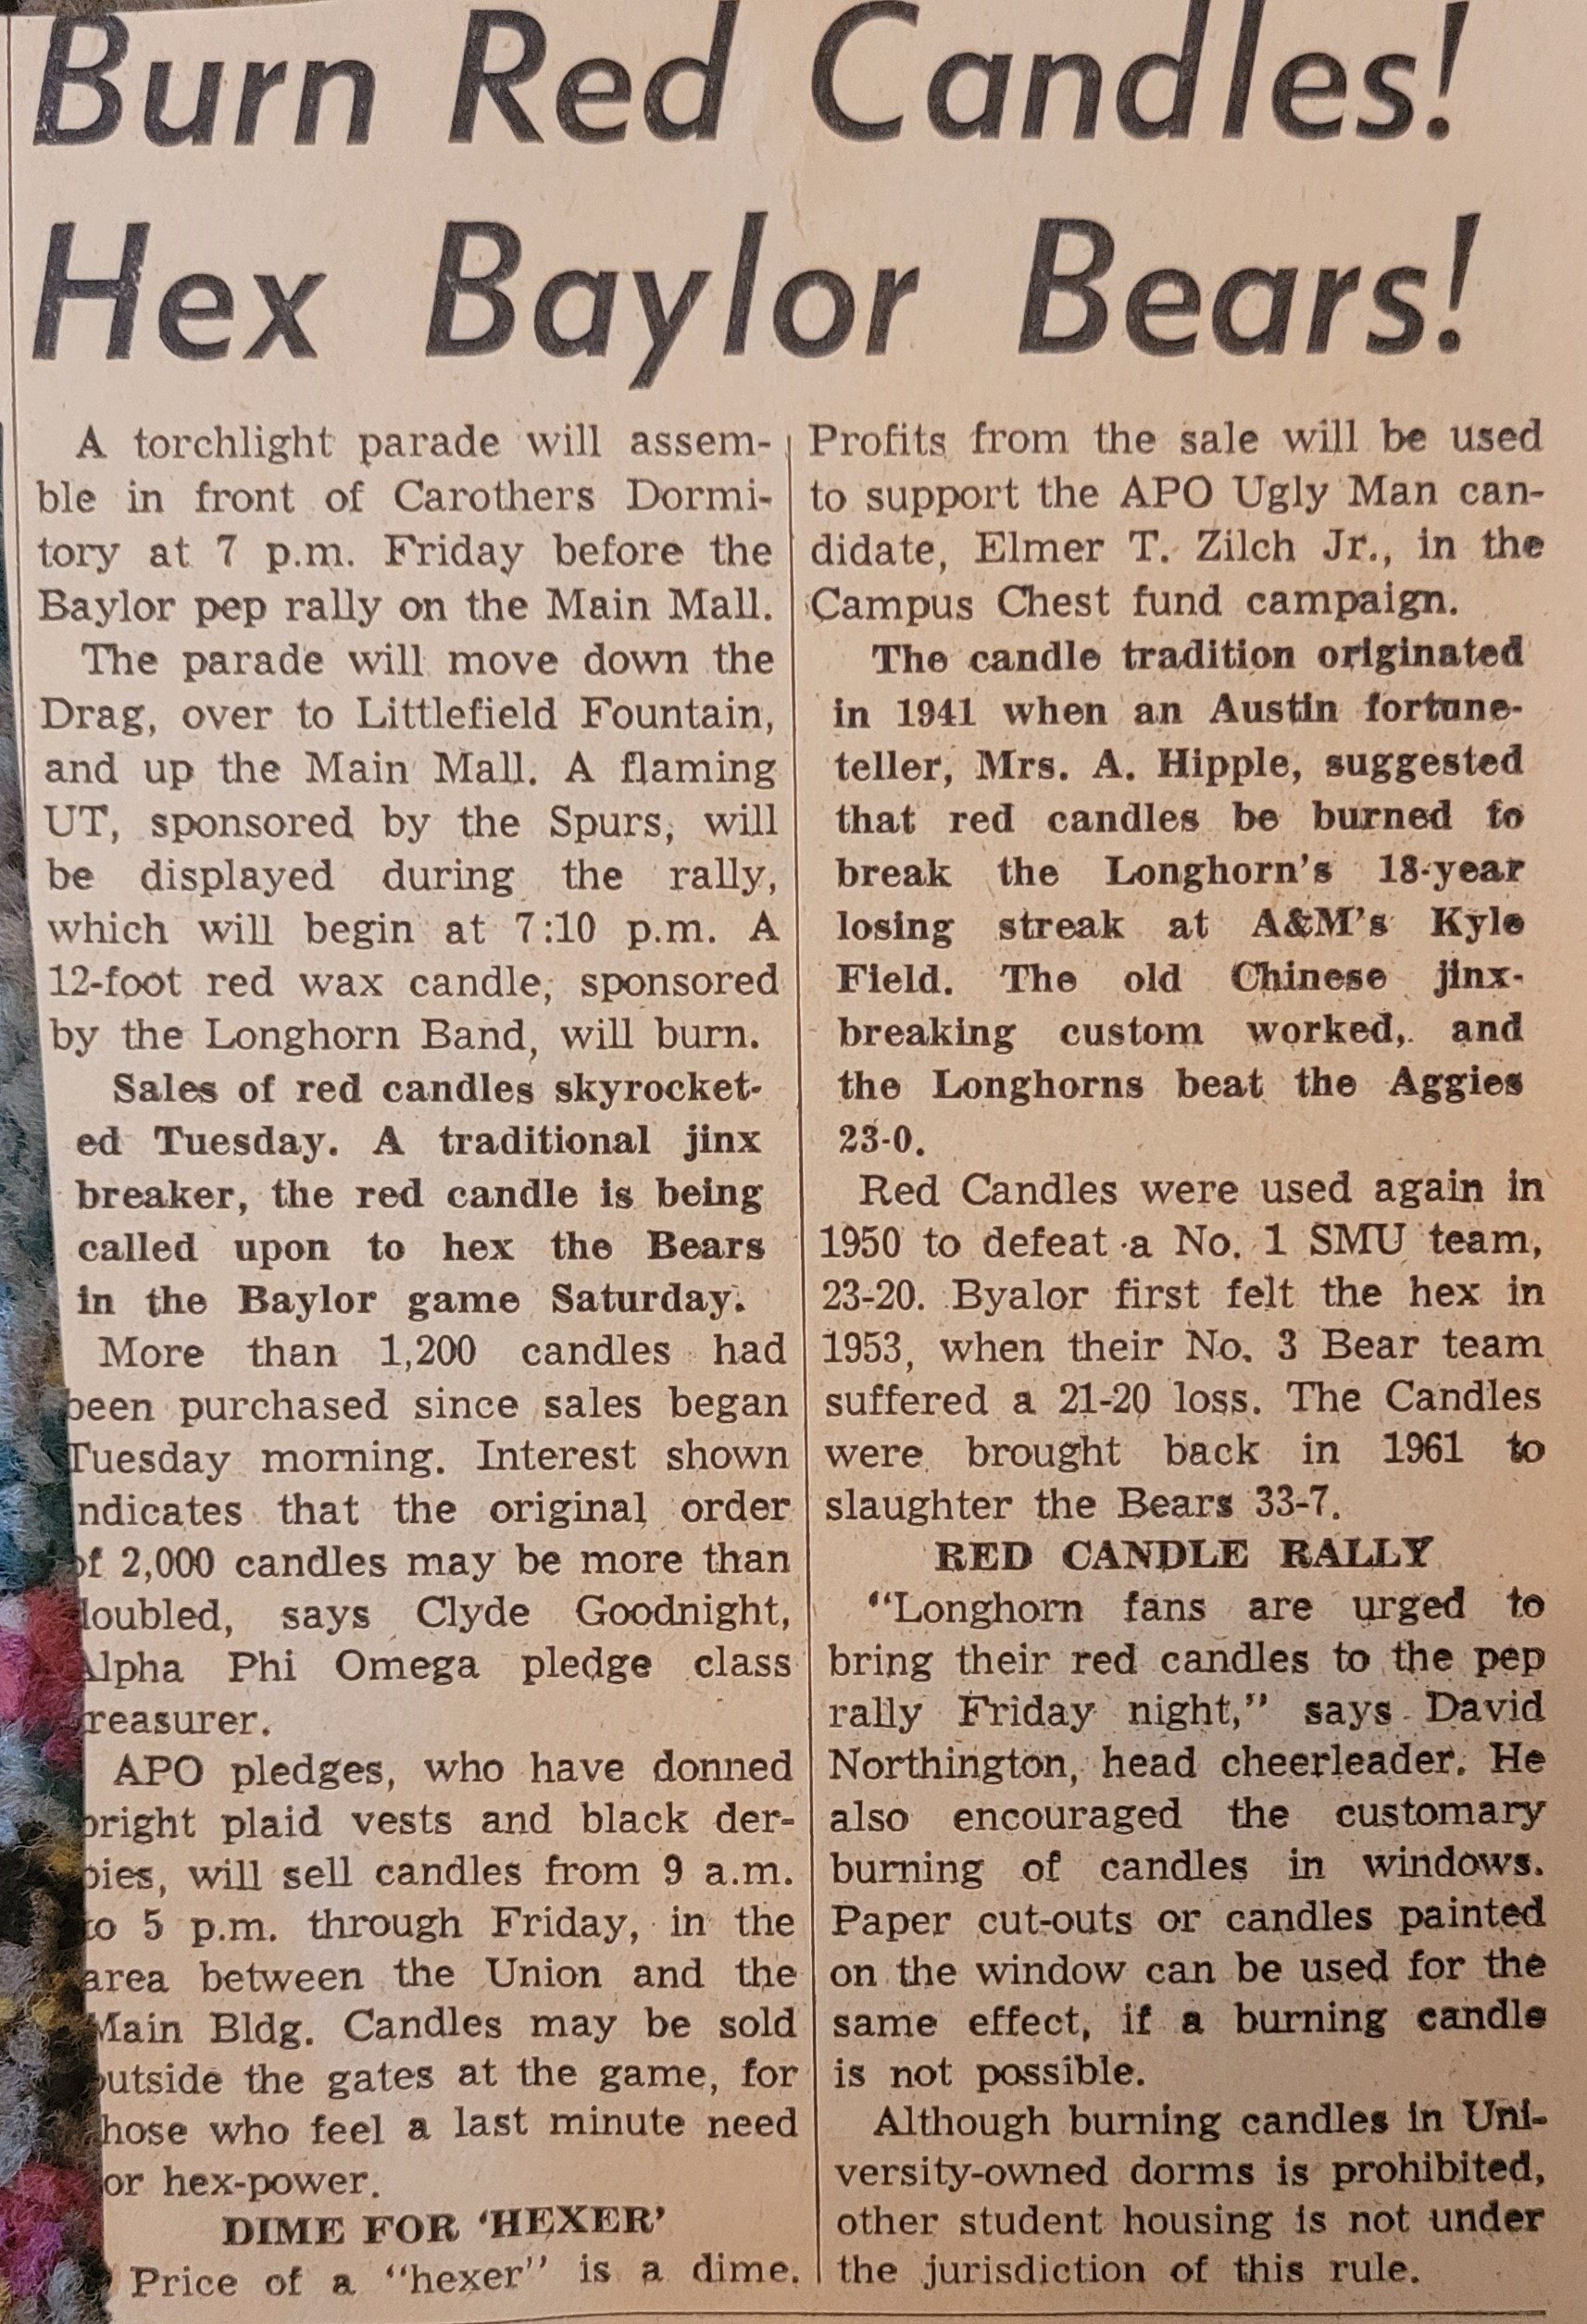 Burn Red Candles!
Hex Baylor Bears!
A torchlight parade will assem-
ble in front of Carothers Dormi-
tory at 7 p.m. Friday before the
Baylor pep rally on the Main Mall.
The parade will move down the
Drag, over to Littlefield Fountain,
and up the Main Mall. A flaming
UT, sponsored by the Spurs, will
be displayed during the rally,
which will begin at 7:10 p.m. A
12-foot red wax candle, sponsored
by the Longhorn Band, will burn.
Sales of red candles skyrocket-
ed Tuesday. A traditional jinx
breaker, the red candle is being
called upon to hex the Bears
in the Baylor game Saturday.
More than 1,200 candles had
been purchased since sales began
Tuesday morning. Interest shown
ndicates that the original order
of 2,000 candles may be more than
doubled, says Clyde Goodnight,
Alpha Phi Omega pledge class
reasurer.
APO pledges, who have donned
bright plaid vests and black der-
bies, will sell candles from 9 a.m.
to 5 p.m. through Friday, in the
area between the Union and the
Main Bldg. Candles may be sold
outside the gates at the game, for
hose who feel a last minute need
or hex-power.
DIME FOR 'HEXER'
Price of a "hexer" is a dime.
Profits from the sale will be used
to support the APO Ugly Man can-
didate, Elmer T. Zilch Jr., in the
Campus Chest fund campaign.
The candle tradition originated
in 1941 when an Austin fortune-
teller, Mrs. A. Hipple, suggested
that red candles be burned to
break the Longhorn's 18-year
losing streak at A&M's Kyle
Field. The old Chinese jinx-
breaking custom worked, and
the Longhorns beat the Aggies
23-0.
Red Candles were used again in
1950 to defeat a No. 1 SMU team,
23-20. Byalor first felt the hex in
1953, when their No. 3 Bear team
suffered a 21-20 loss. The Candles
were brought back in 1961 to
slaughter the Bears 33-7.
RED CANDLE RALLY
"Longhorn fans are urged to
bring their red candles to the pep
rally Friday night," says David
Northington, head cheerleader. He
also encouraged the customary
burning of candles in windows.
Paper cut-outs or candles painted
on the window can be used for the
same effect, if a burning candle
is not possible.
Although burning candles in Uni-
versity-owned dorms is prohibited,
other student housing is not under
the jurisdiction of this rule.